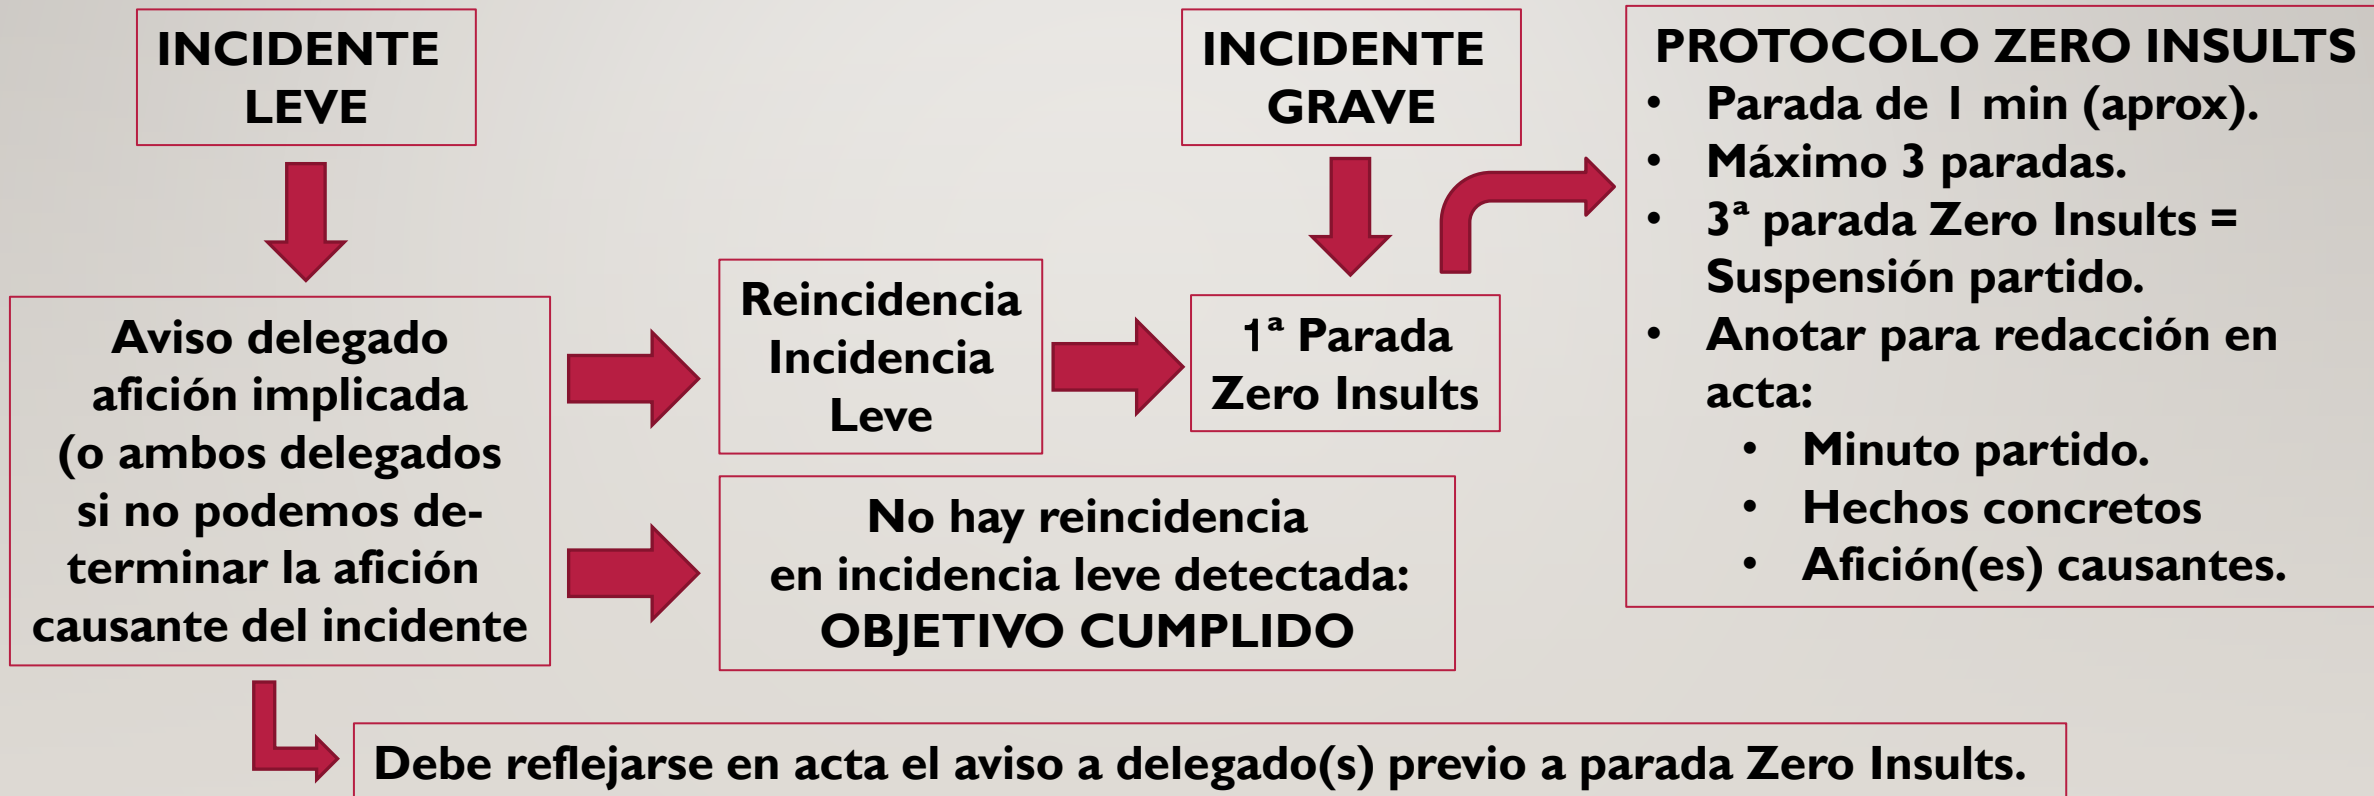 INCIDENTE
LEVE
Aviso delegado
afición implicada
(o ambos delegados
si no podemos de-
terminar la afición
causante del incidente
Reincidencia
Incidencia
Leve
No hay reincidencia
en incidencia leve detectada:
OBJETIVO CUMPLIDO
INCIDENTE
GRAVE
1ª Parada
Zero Insults
PROTOCOLO ZERO INSULTS
• Parada de 1 min (aprox).
• Máximo 3 paradas.
• 3ª parada Zero Insults =
Suspensión partido.
• Anotar para redacción en
acta:
• Minuto partido.
• Hechos concretos
• Afición(es) causantes.
Debe reflejarse en acta el aviso a delegado(s) previo a parada Zero Insults.